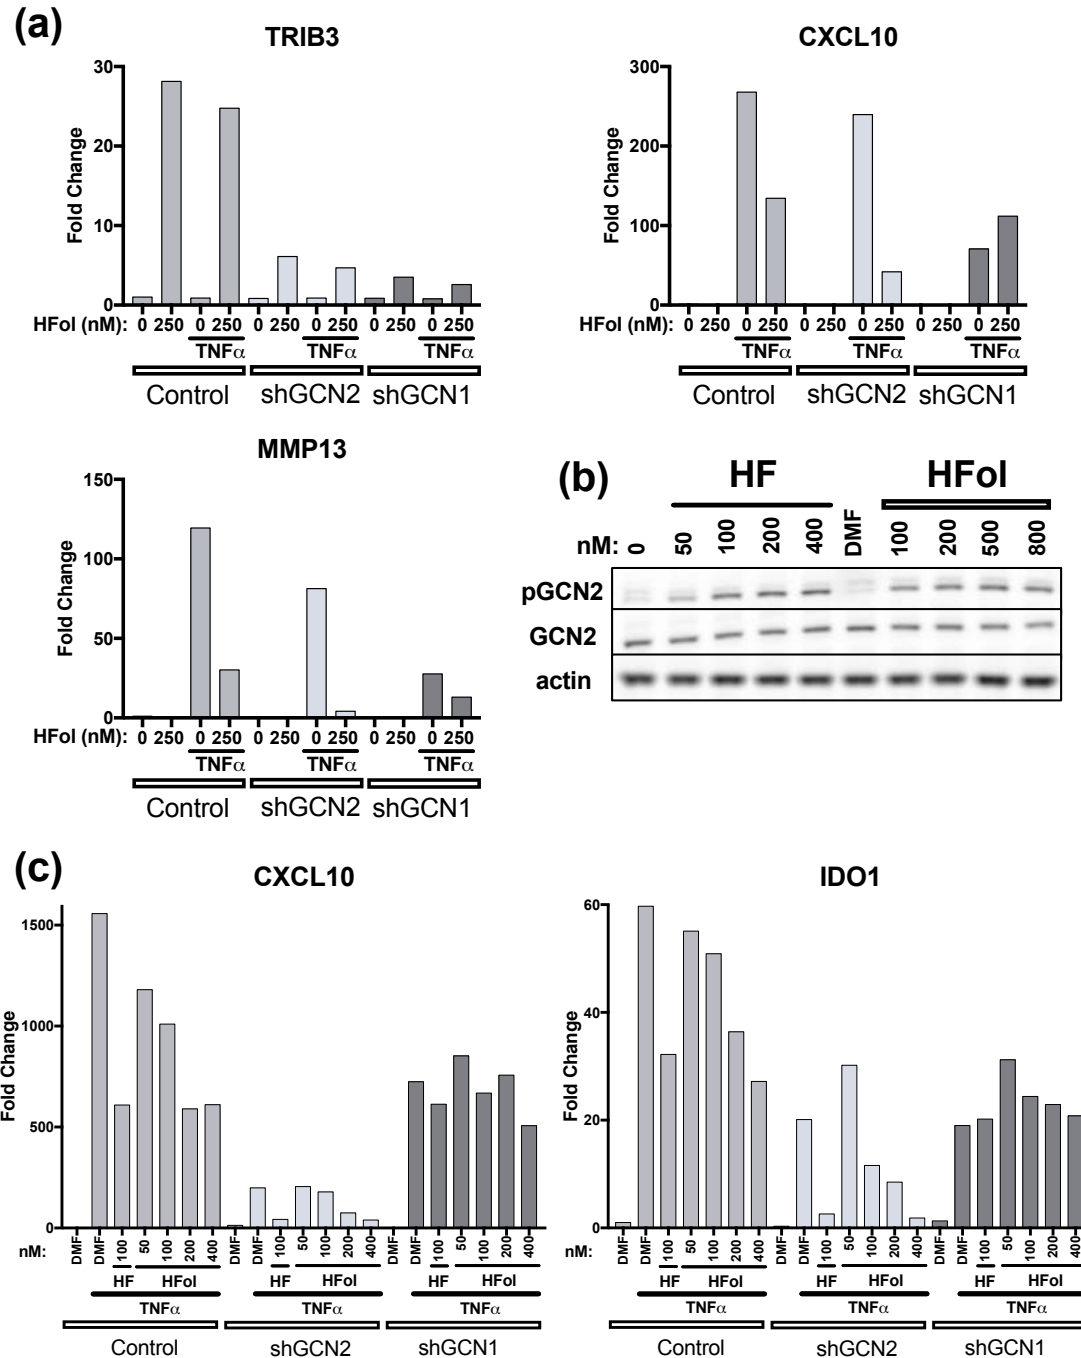 (a)
TRIB3
30
20
10
0
Fold Change
HFol (nM): 0 250 0 250 0 250 0 250 0 250 0 250
TNFα TNFα TNFα
Control shGCN2 shGCN1
CXCL10
300
200
100
0
Fold Change
HFol (nM): 0 250 0 250 0 250 0 250 0 250 0 250
TNFα TNFα TNFα
Control shGCN2 shGCN1
MMP13
150
100
50
0
Fold Change
HFol (nM): 0 250 0 250 0 250 0 250 0 250 0 250
TNFα TNFα TNFα
Control shGCN2 shGCN1
(b)
HF HFol
nM: 0 50 100 200 400 DMF 100 200 500 800
pGCN2
GCN2
actin
(c)
CXCL10
1500
1000
500
0
Fold Change
nM: DMF DMF 100 50 100 200 400 DMF DMF 100 50 100 200 400 DMF DMF 100 50 100 200 400
HF HFol HF HFol HF HFol
TNFα TNFα TNFα
Control shGCN2 shGCN1
IDO1
60
40
20
0
Fold Change
nM: DMF DMF 100 50 100 200 400 DMF DMF 100 50 100 200 400 DMF DMF 100 50 100 200 400
HF HFol HF HFol HF HFol
TNFα TNFα TNFα
Control shGCN2 shGCN1